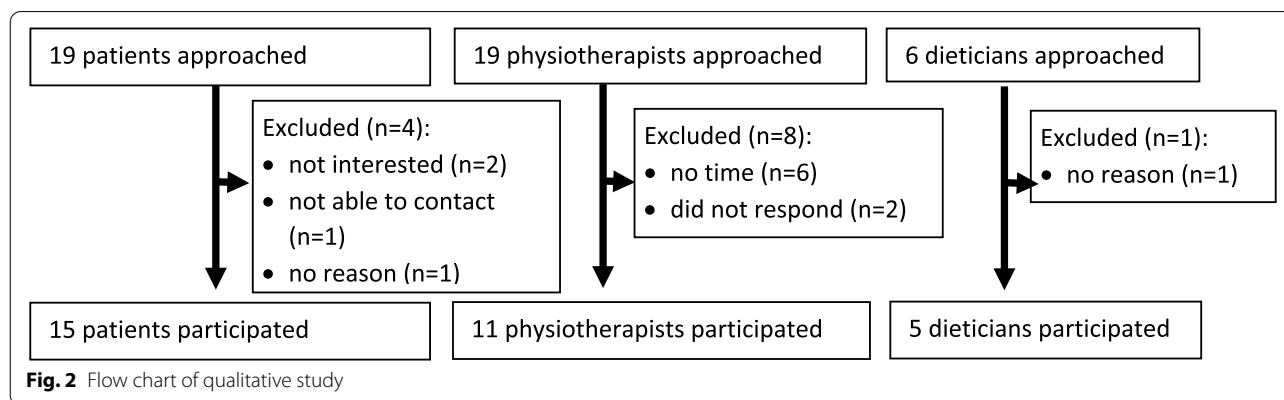 19 patients approached
19 physiotherapists approached
6 dieticians approached
Excluded (n=4):
• not interested (n=2)
• not able to contact
(n=1)
• no reason (n=1)
Excluded (n=8):
• no time (n=6)
• did not respond (n=2)
Excluded (n=1):
• no reason (n=1)
15 patients participated
11 physiotherapists participated
5 dieticians participated
Fig. 2 Flow chart of qualitative study